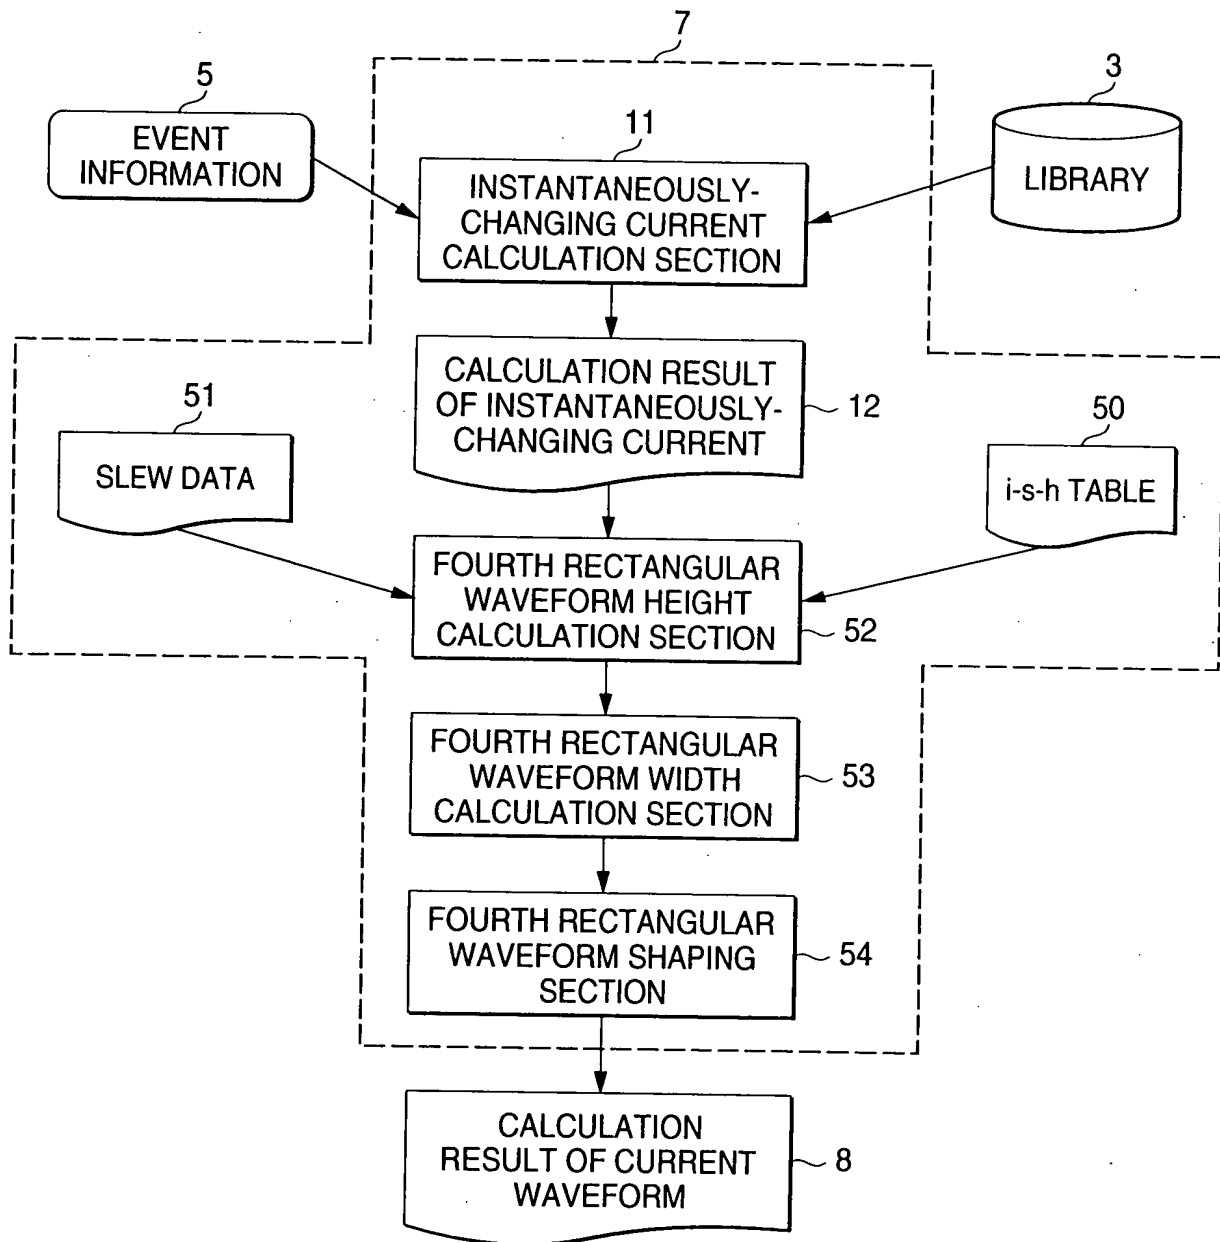 7
5
EVENT
INFORMATION
3
LIBRARY
11
INSTANTANEOUSLY-
CHANGING CURRENT
CALCULATION SECTION
CALCULATION RESULT
OF INSTANTANEOUSLY-
CHANGING CURRENT
12
51
SLEW DATA
50
i-s-h TABLE
FOURTH RECTANGULAR
WAVEFORM HEIGHT
CALCULATION SECTION
52
FOURTH RECTANGULAR
WAVEFORM WIDTH
CALCULATION SECTION
53
FOURTH RECTANGULAR
WAVEFORM SHAPING
SECTION
54
CALCULATION
RESULT OF CURRENT
WAVEFORM
8